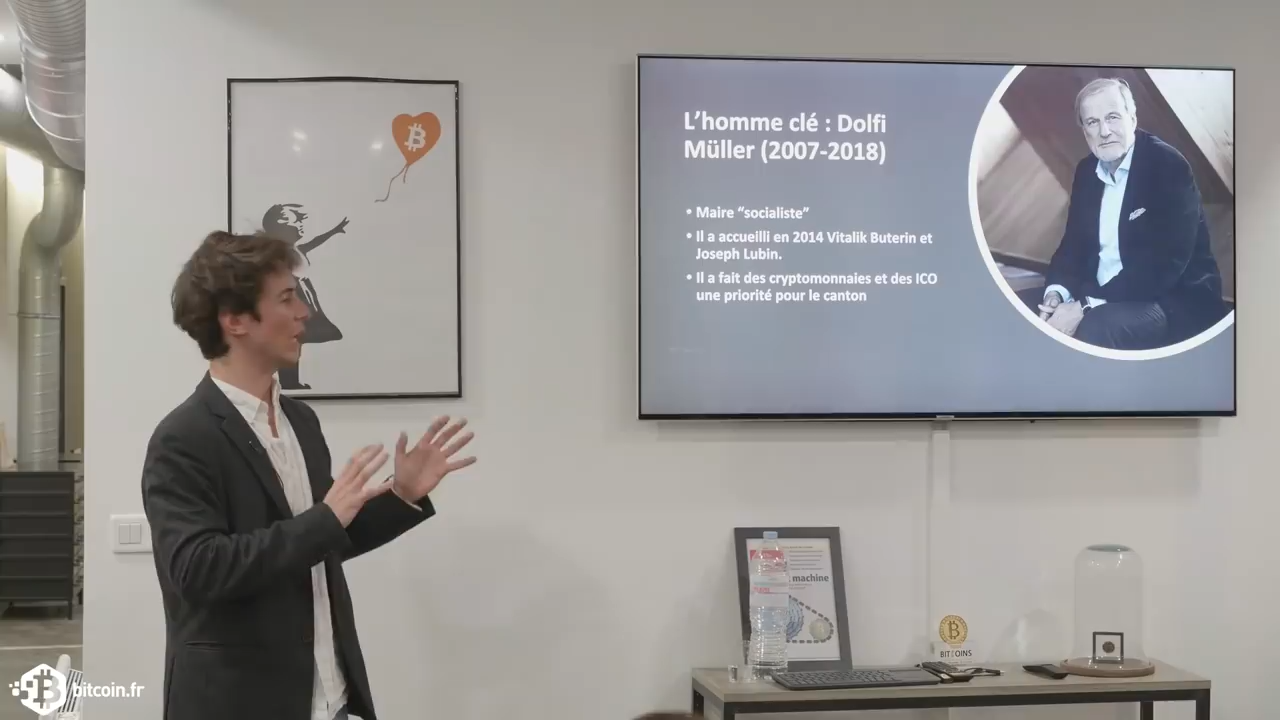 L'homme clé : Dolfi
Müller (2007-2018)
• Maire “socialiste”
• Il a accueilli en 2014 Vitalik Buterin et
Joseph Lubin.
• Il a fait des cryptomonnaies et des ICO
une priorité pour le canton
machine
BITCOINS
bitcoin.fr